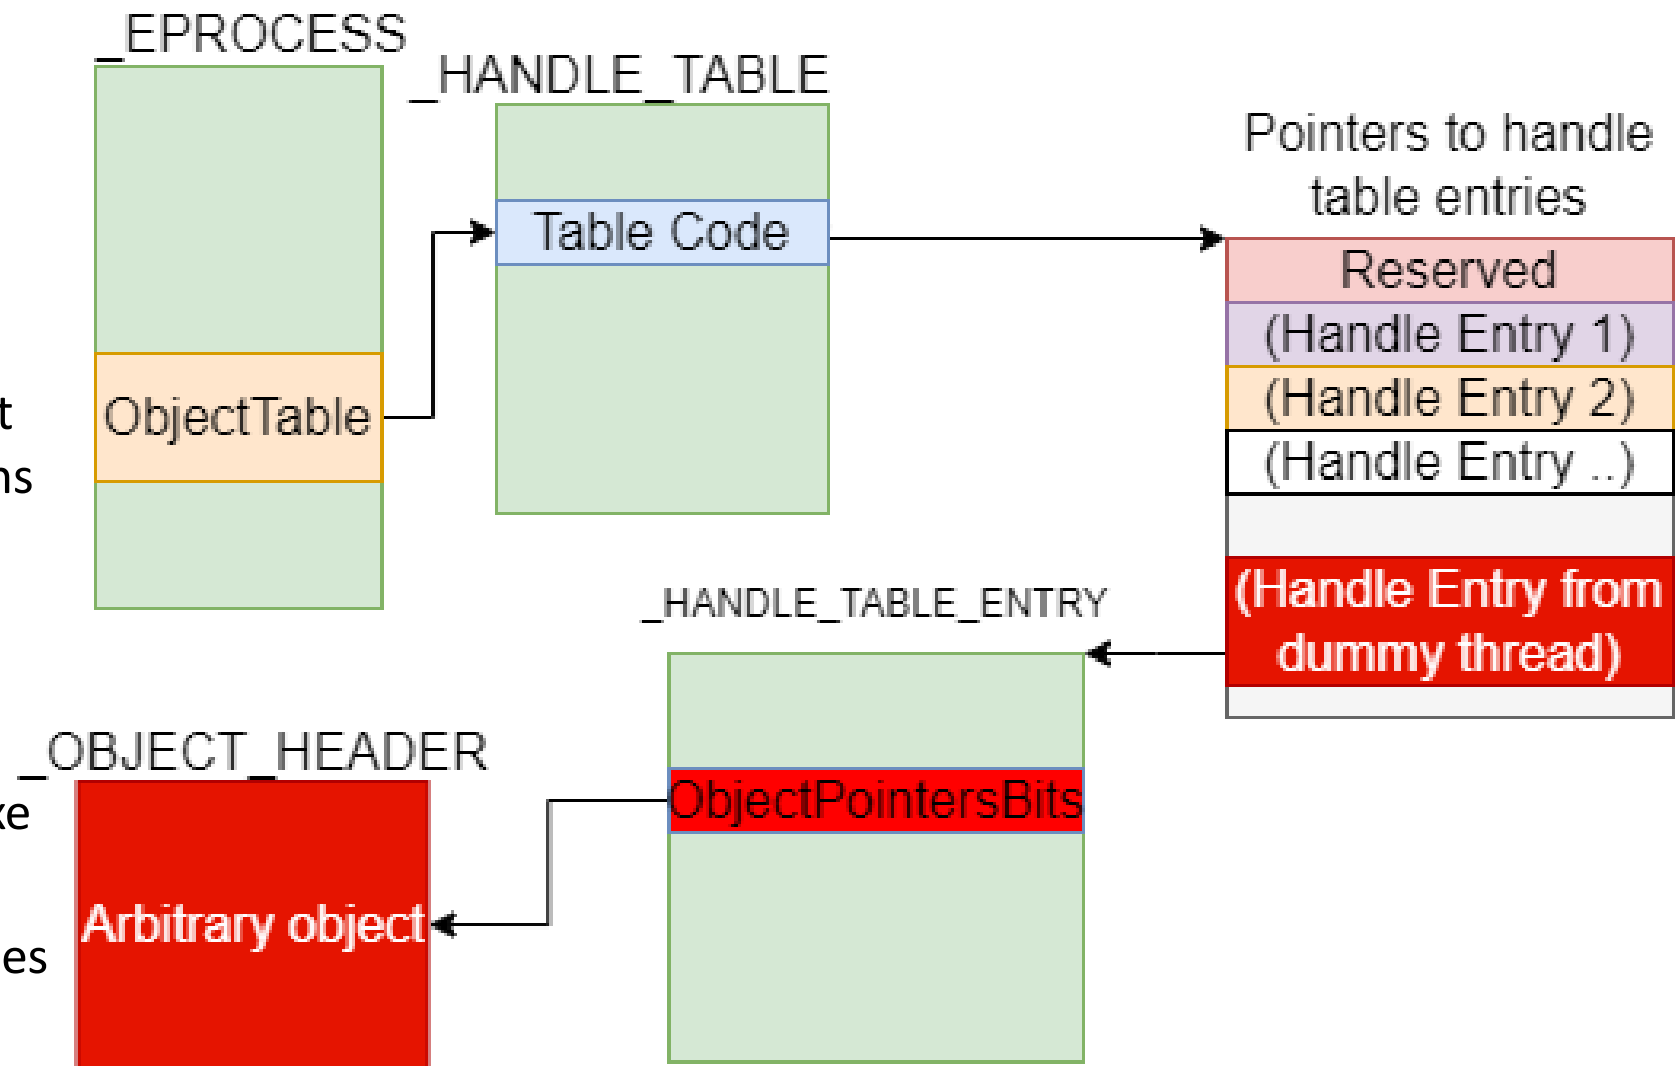 _EPROCESS
_HANDLE_TABLE
Pointers to handle
table entries
Table Code
Reserved
(Handle Entry 1)
(Handle Entry 2)
(Handle Entry ..)
ObjectTable
t
ns
(Handle Entry from
dummy thread)
_HANDLE_TABLE_ENTRY
ObjectPointersBits
_OBJECT_HEADER
Arbitrary object
ke
es